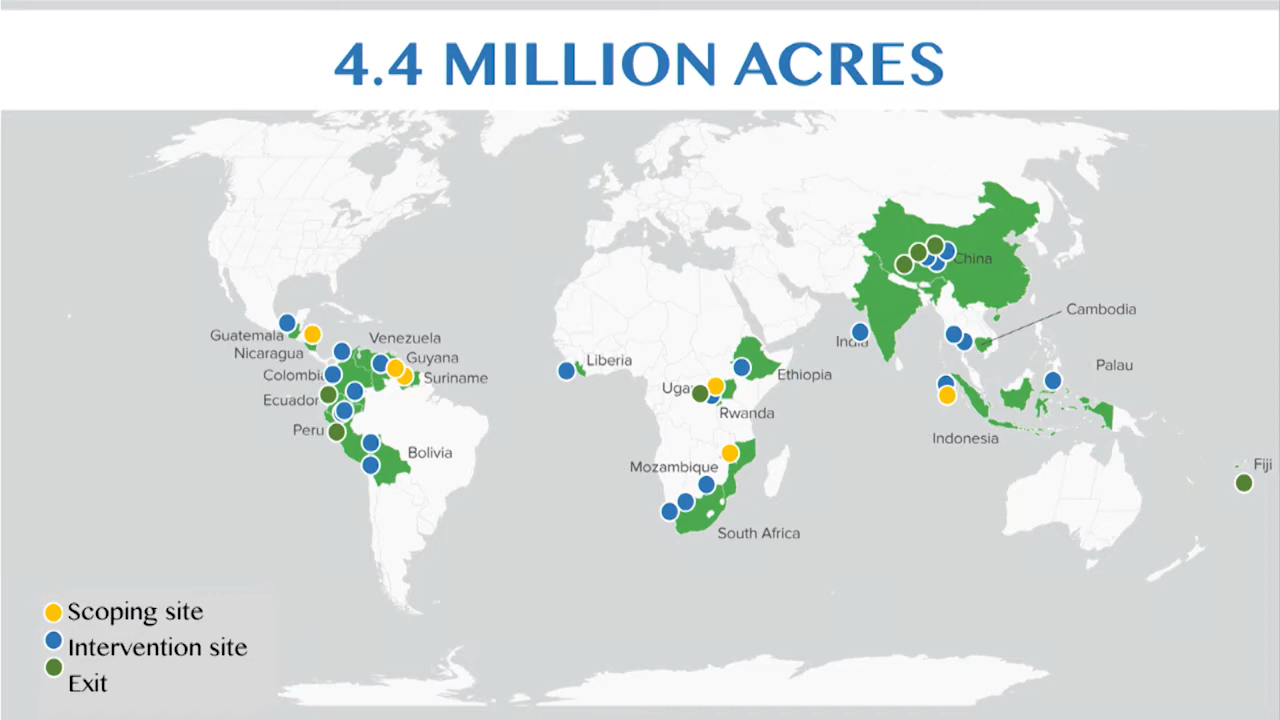 4.4 MILLION ACRES
Guatemala
Nicaragua
Venezuela
Guyana
Colombia
Suriname
Ecuador
Peru
Bolivia
Liberia
Ethiopia
Uga
Rwanda
Mozambique
South Africa
China
India
Cambodia
Palau
Indonesia
Fiji
Scoping site
Intervention site
Exit